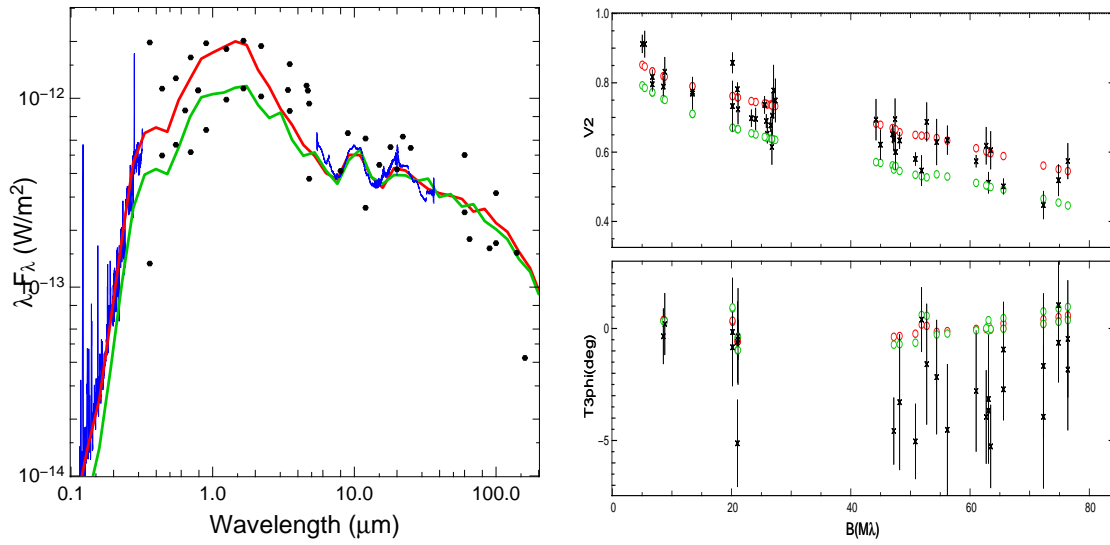 10⁻¹²
10⁻¹³
10⁻¹⁴
λFλ (W/m²)
0.1 1.0 10.0 100.0
Wavelength (μm)
1.0
0.8
0.6
0.4
V2
0
−5
T3phi(deg)
0 20 40 60 80
B(Mλ)